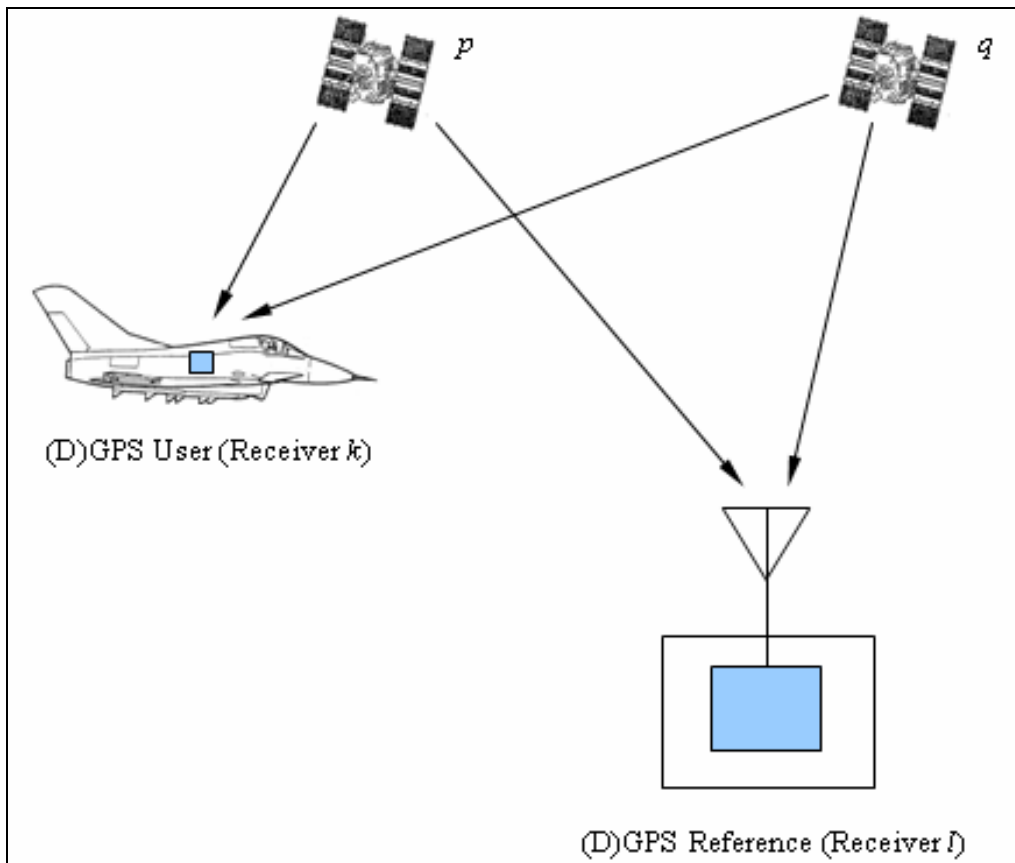 p
q
(D)GPS User (Receiver k)
(D)GPS Reference (Receiver l)